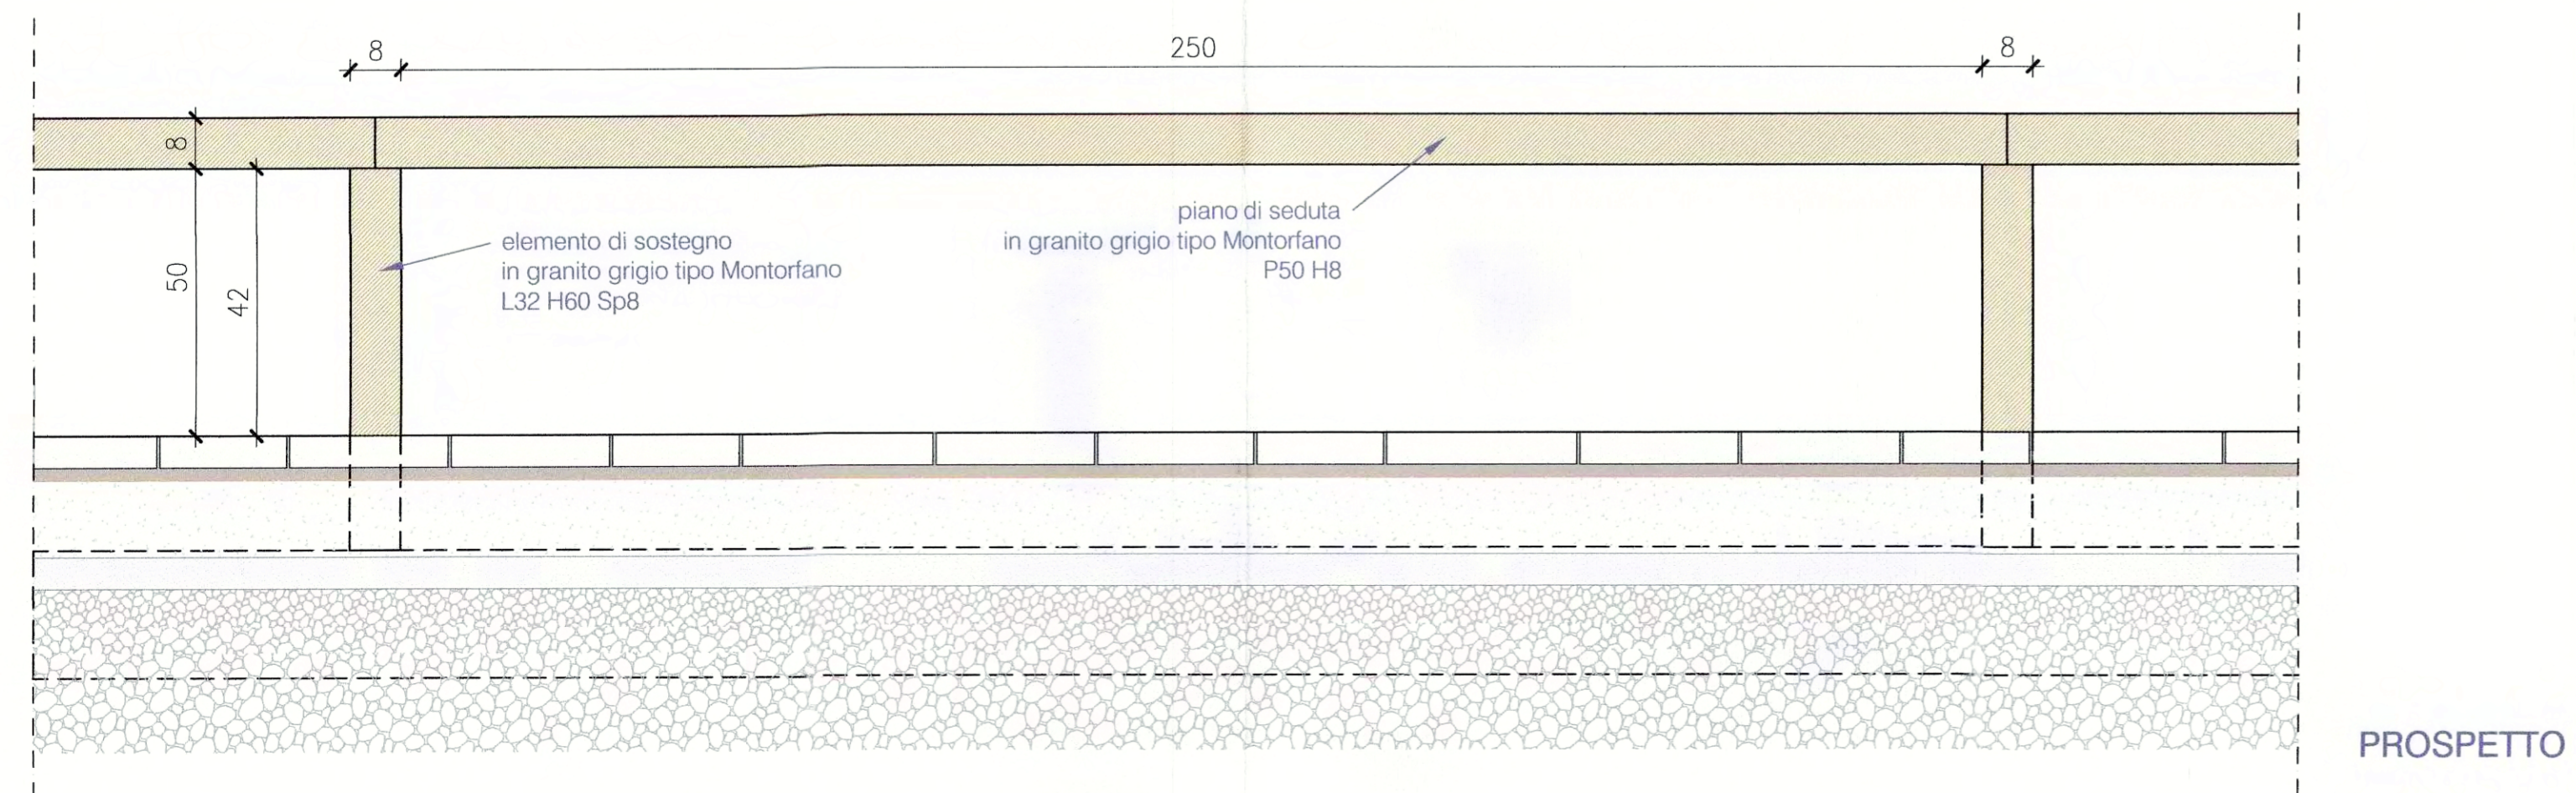 8
250
8
8
50
42
elemento di sostegno
in granito grigio tipo Montorfano
L32 H60 Sp8
piano di seduta
in granito grigio tipo Montorfano
P50 H8
PROSPETTO